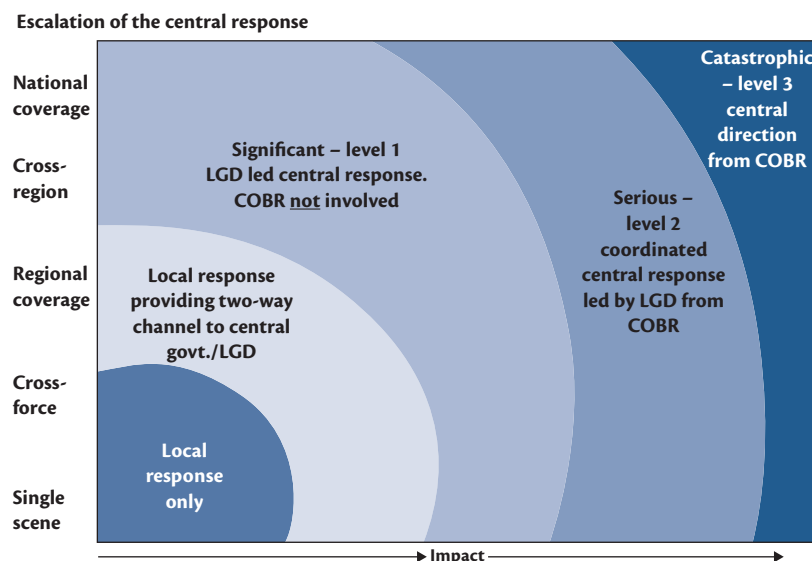 Escalation of the central response
National
coverage
Cross-
region
Regional
coverage
Cross-
force
Single
scene
Catastrophic
– level 3
central
direction
from COBR
Significant – level 1
LGD led central response.
COBR not involved
Serious –
level 2
coordinated
central response
led by LGD from
COBR
Local response
providing two-way
channel to central
govt./LGD
Local
response
only
Impact